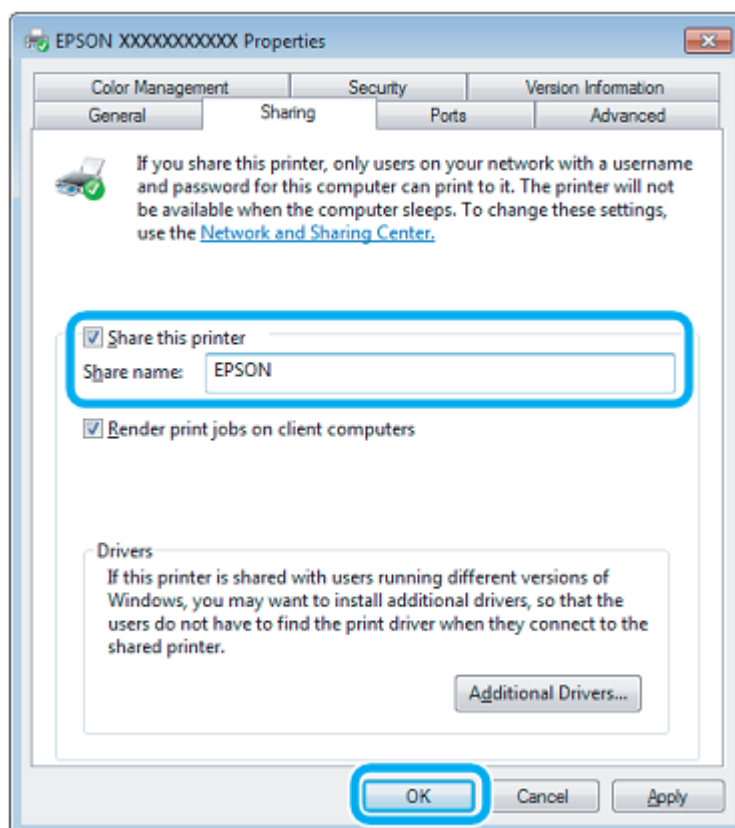 EPSON XXXXXXXXXXX Properties
Color Management Security Version Information
General Sharing Ports Advanced
If you share this printer, only users on your network with a username
and password for this computer can print to it. The printer will not
be available when the computer sleeps. To change these settings,
use the Network and Sharing Center.
Share this printer
Share name: EPSON
Render print jobs on client computers
Drivers
If this printer is shared with users running different versions of
Windows, you may want to install additional drivers, so that the
users do not have to find the print driver when they connect to the
shared printer.
Additional Drivers...
OK Cancel Apply